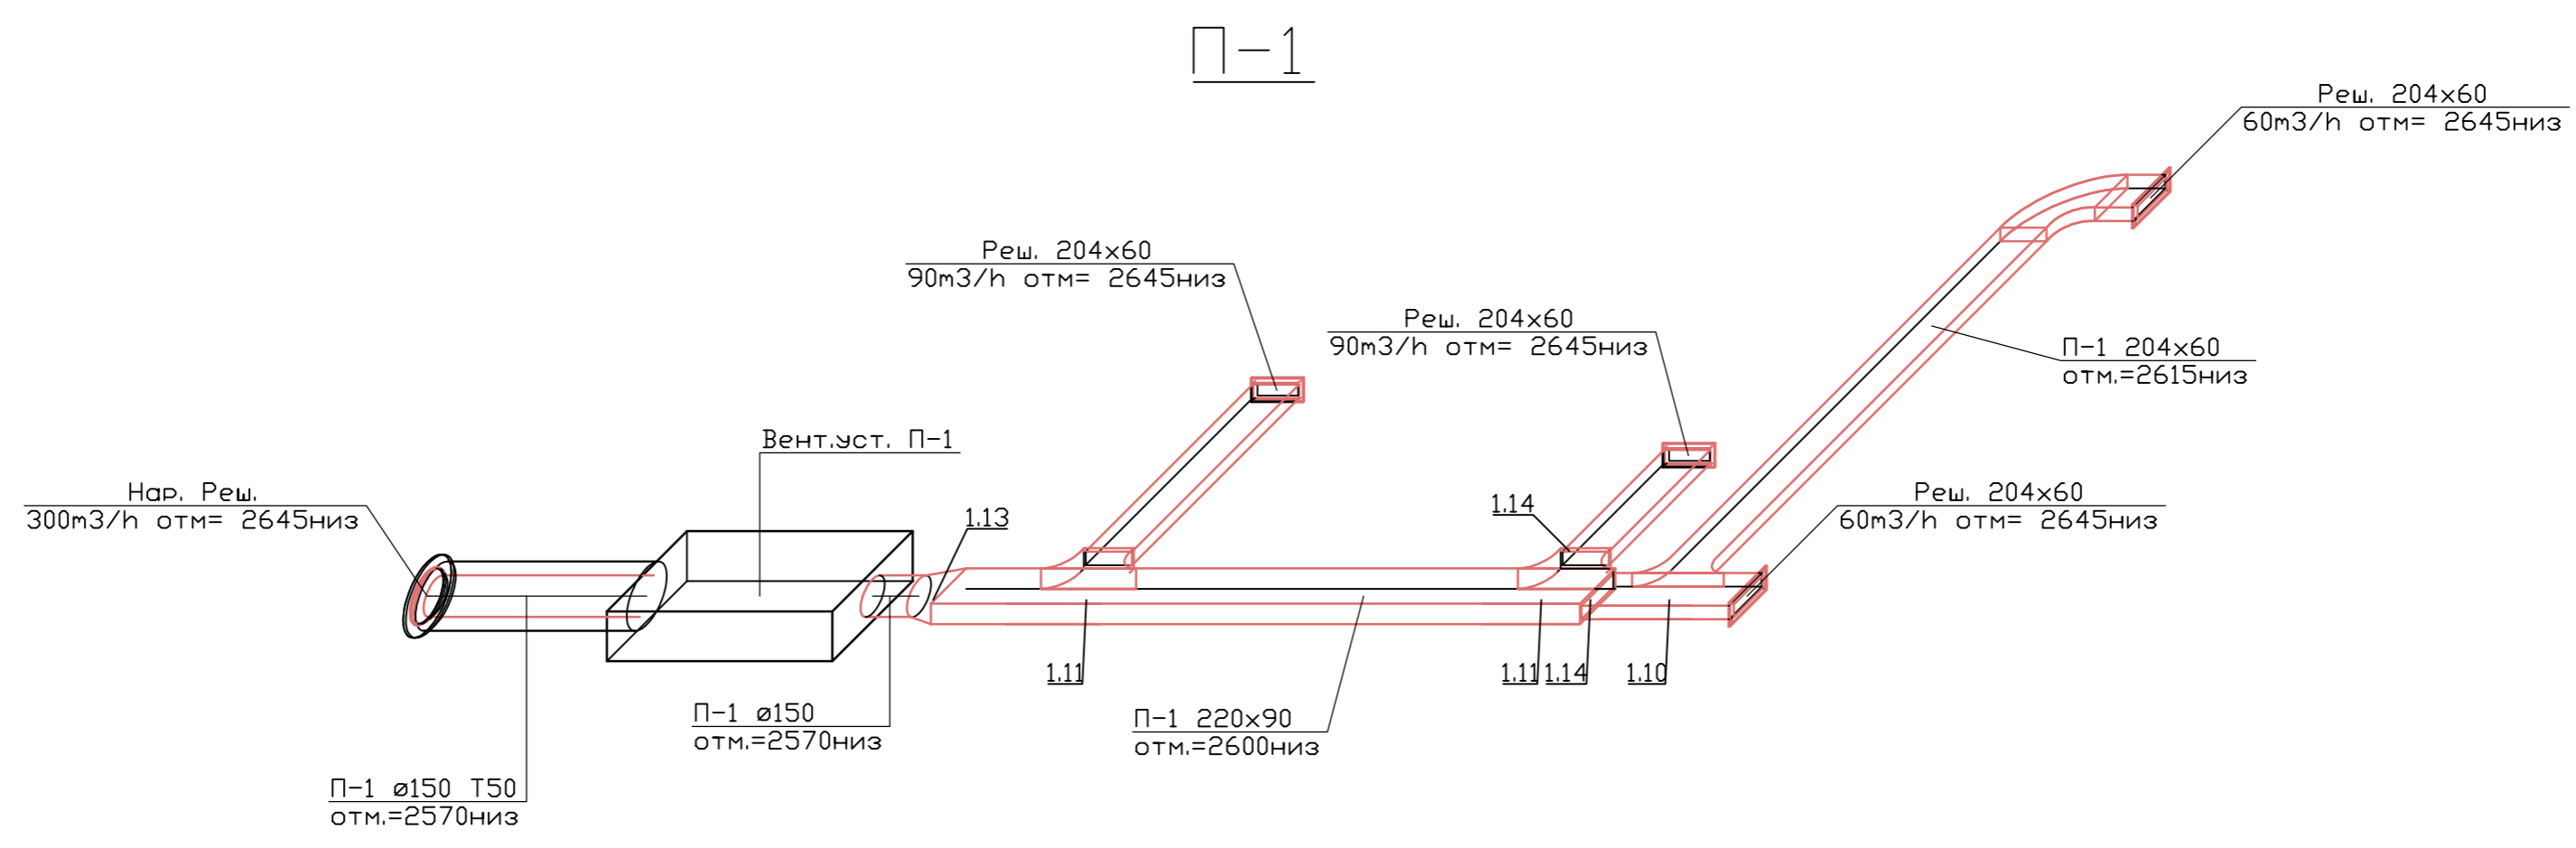 П-1
Реш. 204x60
60m3/h отм= 2645низ
Реш. 204x60
90m3/h отм= 2645низ
Реш. 204x60
90m3/h отм= 2645низ
П-1 204x60
отм.=2615низ
Вент.уст. П-1
Нар. Реш.
300m3/h отм= 2645низ
1.13
1.14
Реш. 204x60
60m3/h отм= 2645низ
1.11
1.11
1.14
1.10
П-1 ø150
отм.=2570низ
П-1 220x90
отм.=2600низ
П-1 ø150 T50
отм.=2570низ